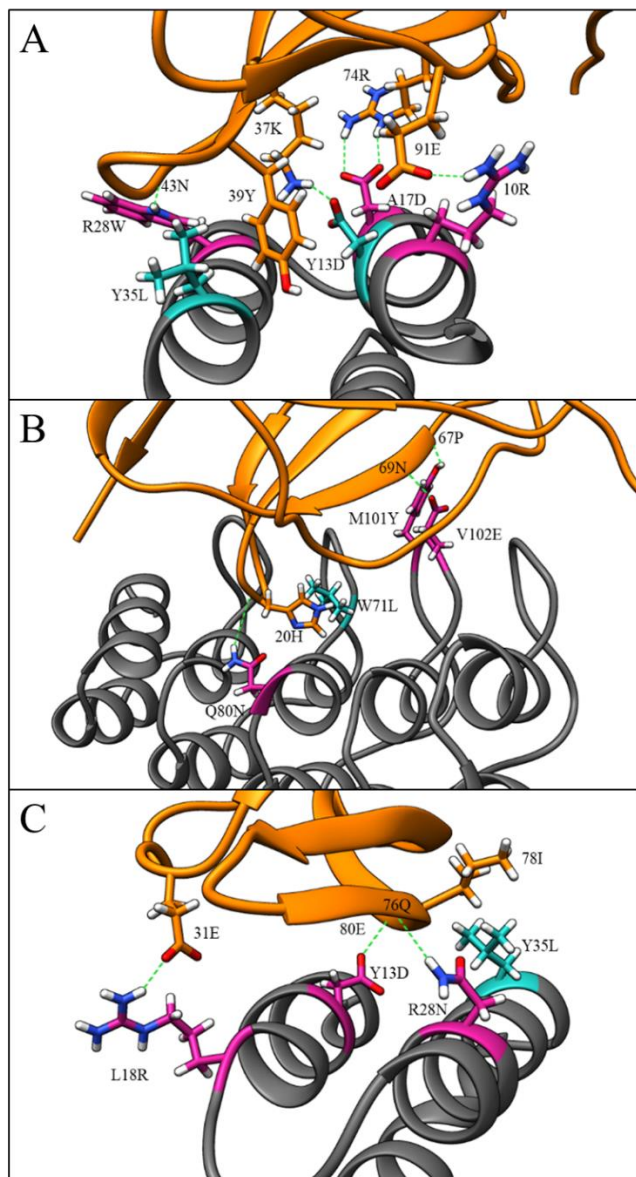 A
74R
37K
91E
43N
10R
39Y
A17D
R28W
Y13D
Y35L
B
67P
69N
M101Y
V102E
W71L
20H
Q80N
C
78I
31E
76Q
80E
Y35L
Y13D
R28N
L18R